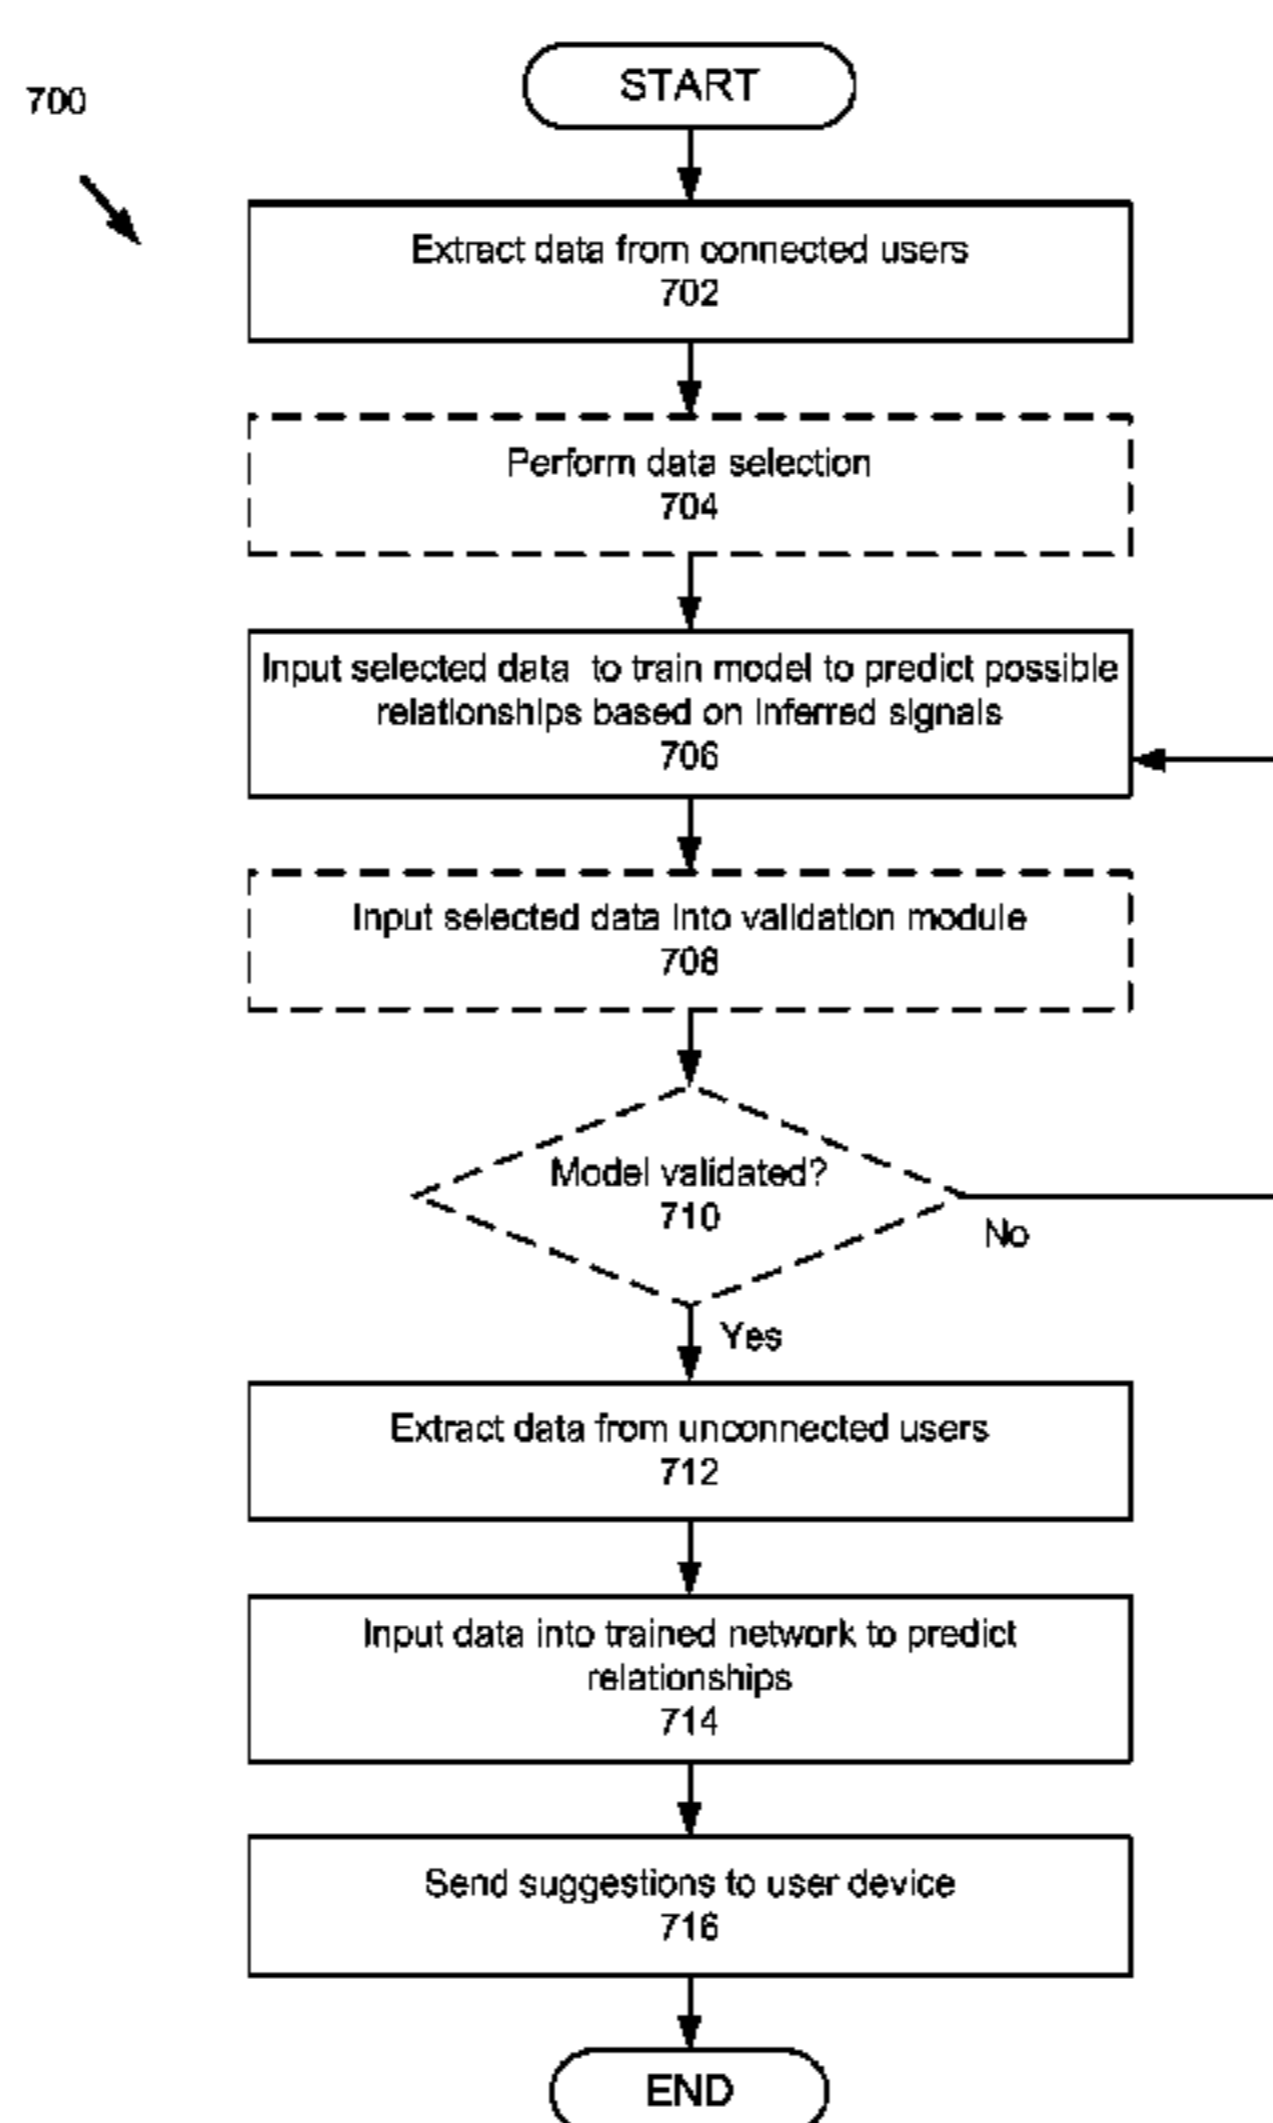 700
START
Extract data from connected users
702
Perform data selection
704
Input selected data to train model to predict possible
relationships based on inferred signals
706
Input selected data into validation module
708
Model validated?
710
No
Yes
Extract data from unconnected users
712
Input data into trained network to predict
relationships
714
Send suggestions to user device
716
END